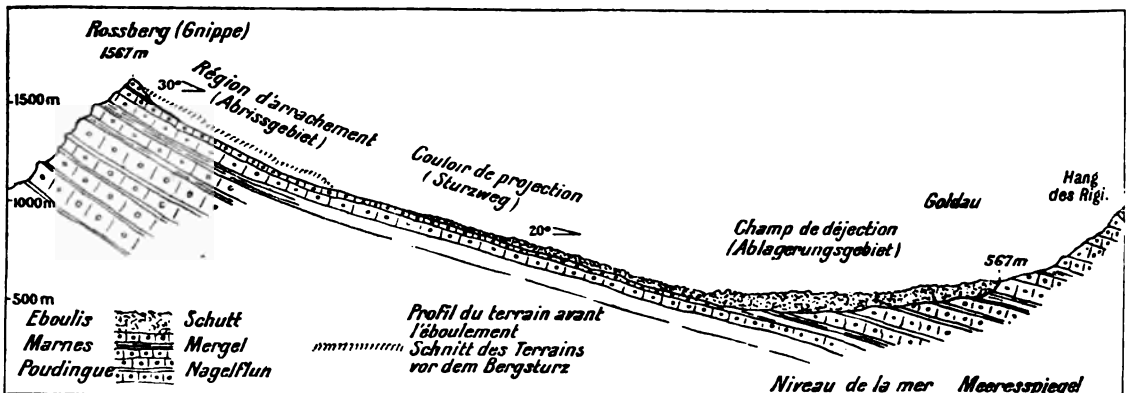 Rossberg (Gnippe)
1567 m
1500 m
30°
Région d'arrachement
(Abrissgebiet)
Couloir de projection
(Sturzweg)
Hang
des Rigi.
1000 m
Goldau
20°
Champ de déjection
(Ablagerungsgebiet)
567 m
500 m
Eboulis Schutt
Marnes Mergel
Poudingue Nagelfluh
Profil du terrain avant
l'éboulement
Schnitt des Terrains
vor dem Bergsturz
Niveau de la mer Meeresspiegel